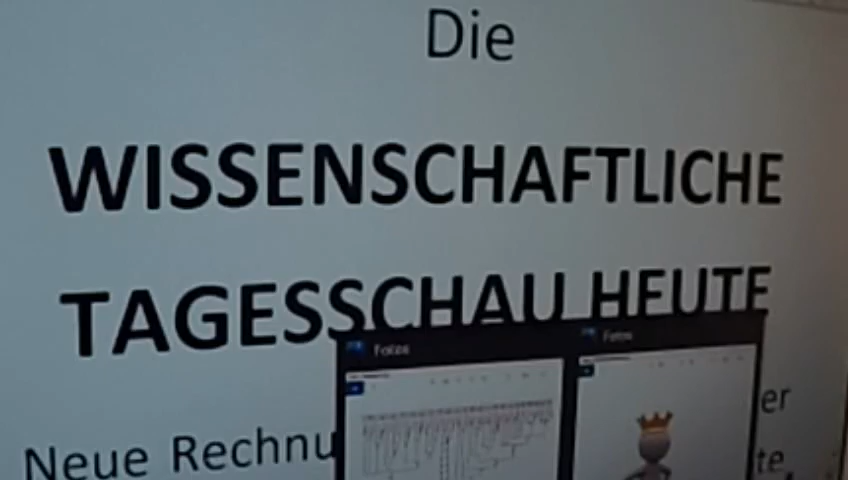 Die
WISSENSCHAFTLICHE
TAGESSCHAU HEUTE
Fotos
Fotos
er
Neue Rechnu
te